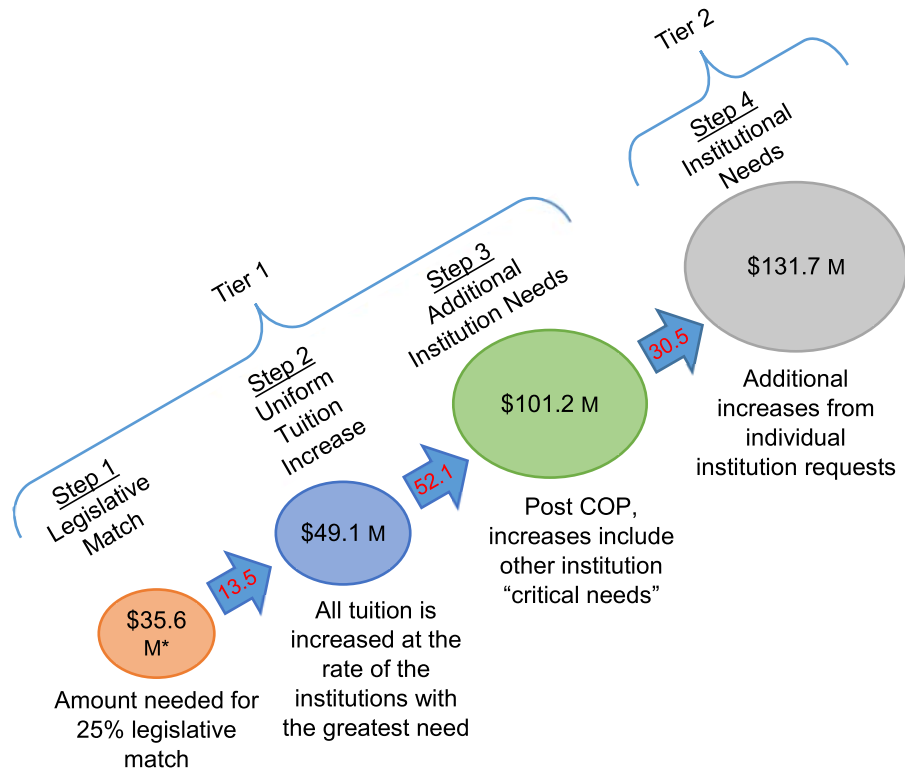 Tier 1
Step 1
Legislative
Match
$35.6
M*
Amount needed for
25% legislative
match
13.5
Step 2
Uniform
Tuition
Increase
$49.1 M
All tuition is
increased at the
rate of the
institutions with
the greatest need
52.1
Step 3
Additional
Institution Needs
$101.2 M
Post COP,
increases include
other institution
“critical needs”
30.5
Tier 2
Step 4
Institutional
Needs
$131.7 M
Additional
increases from
individual
institution requests